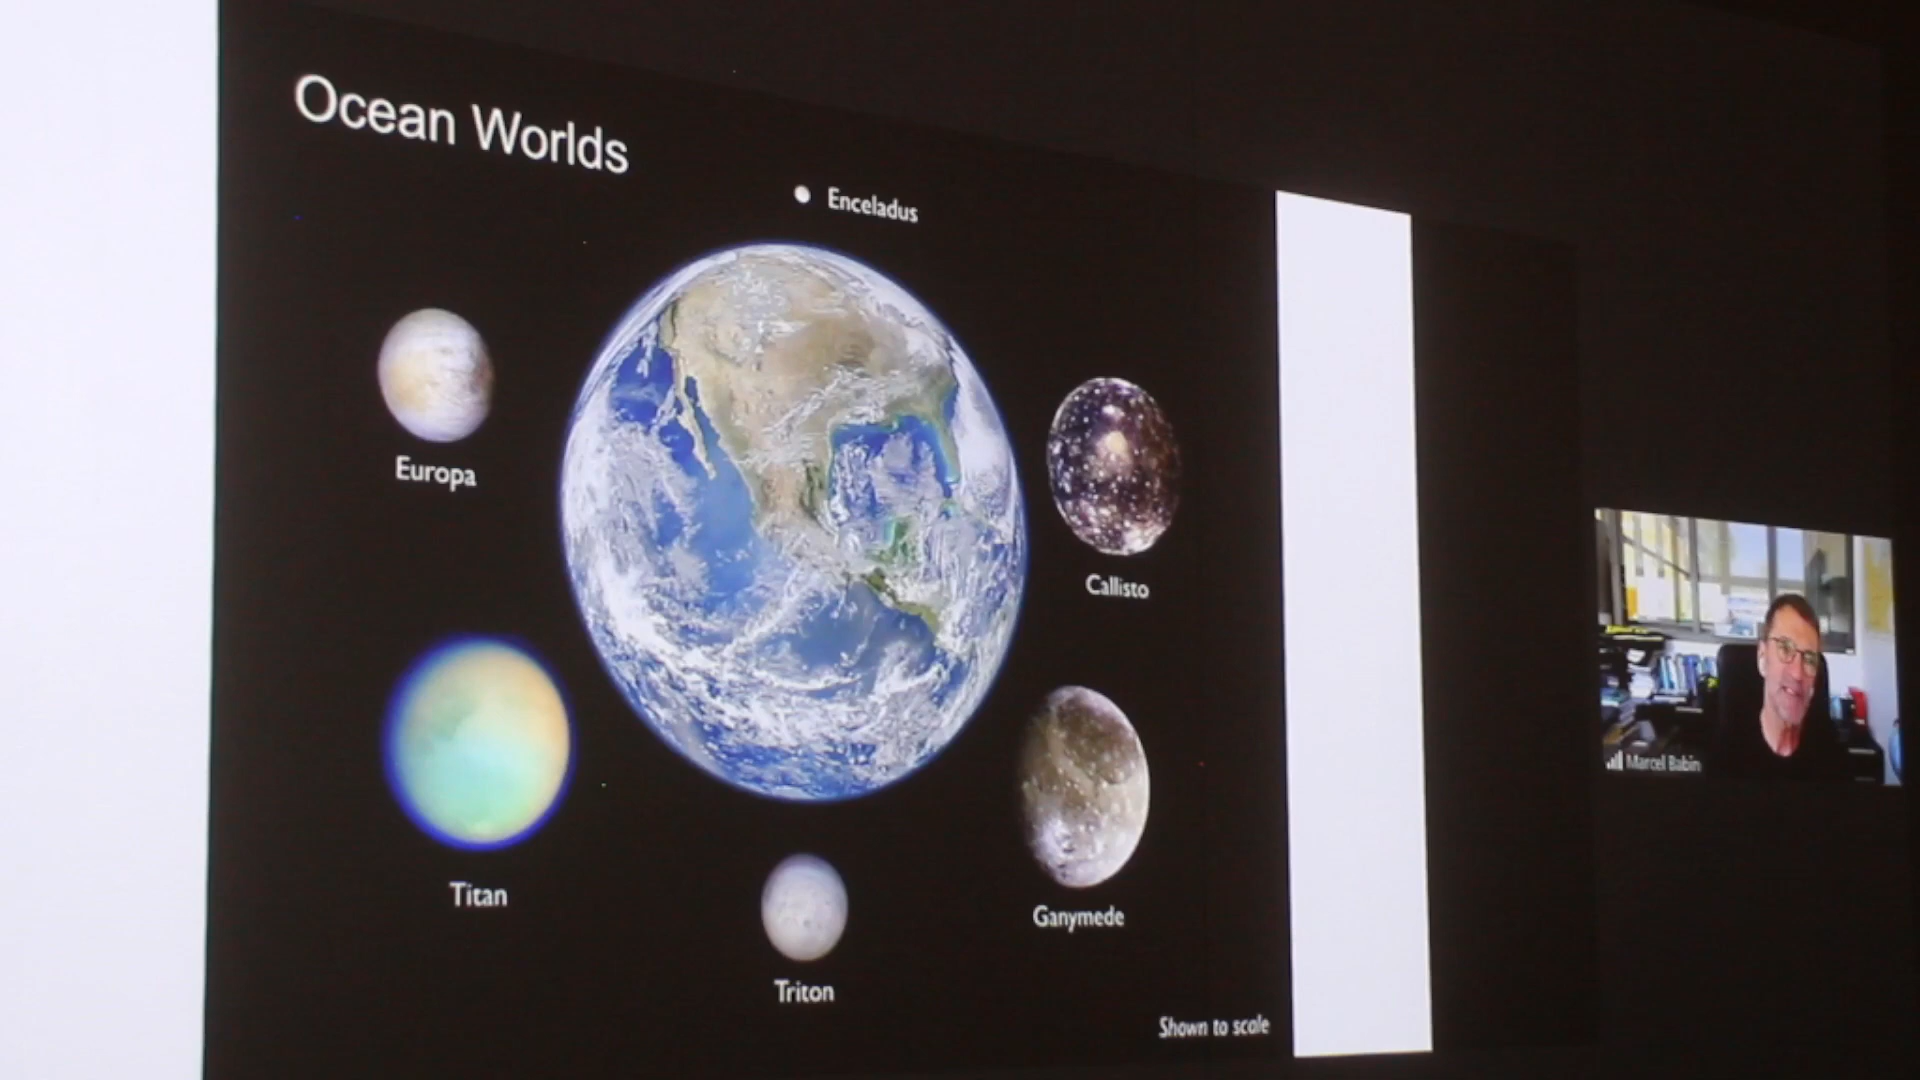 Ocean Worlds
Enceladus
Europa
Callisto
Titan
Ganymede
Triton
Shown to scale
Marcel Babin